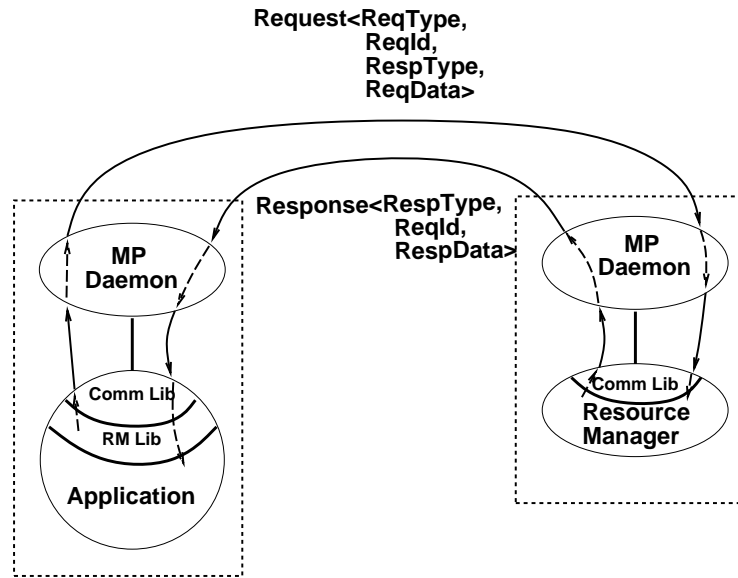 Request<ReqType,
ReqId,
RespType,
ReqData>
Response<RespType,
ReqId,
RespData>
MP
Daemon
MP
Daemon
Comm Lib
RM Lib
Application
Comm Lib
Resource
Manager